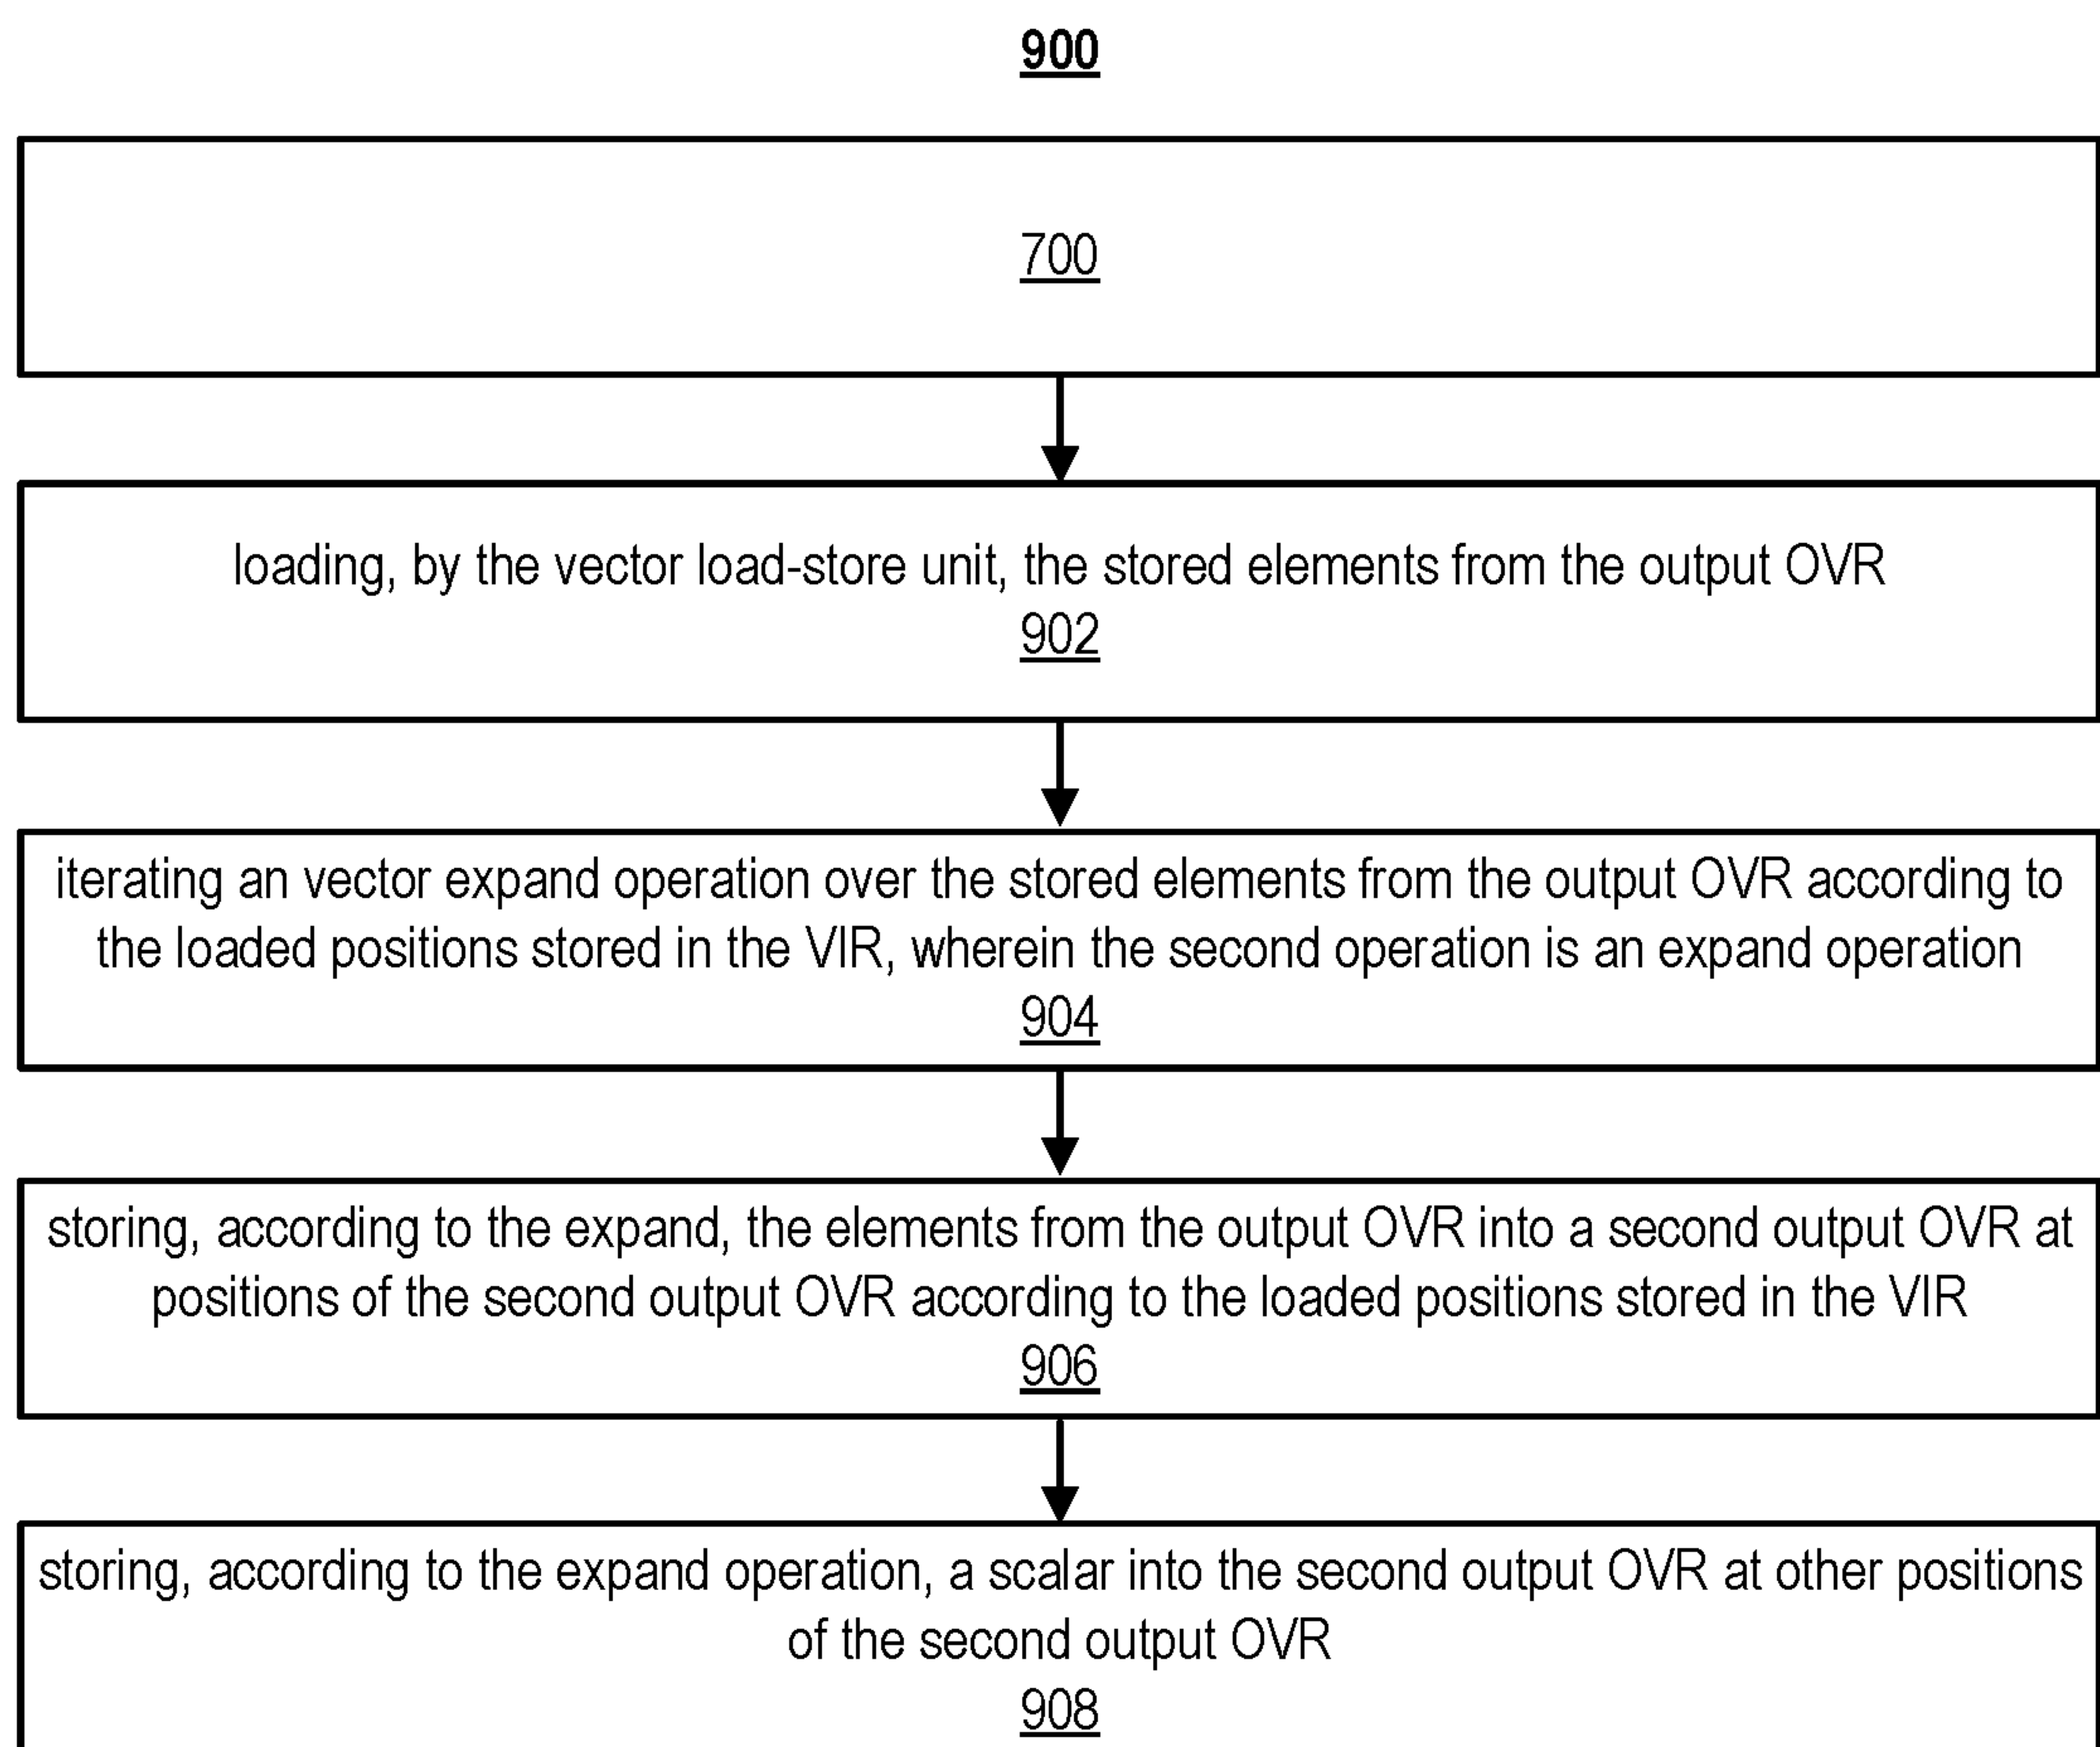 900
700
loading, by the vector load-store unit, the stored elements from the output OVR
902
iterating an vector expand operation over the stored elements from the output OVR according to
the loaded positions stored in the VIR, wherein the second operation is an expand operation
904
storing, according to the expand, the elements from the output OVR into a second output OVR at
positions of the second output OVR according to the loaded positions stored in the VIR
906
storing, according to the expand operation, a scalar into the second output OVR at other positions
of the second output OVR
908